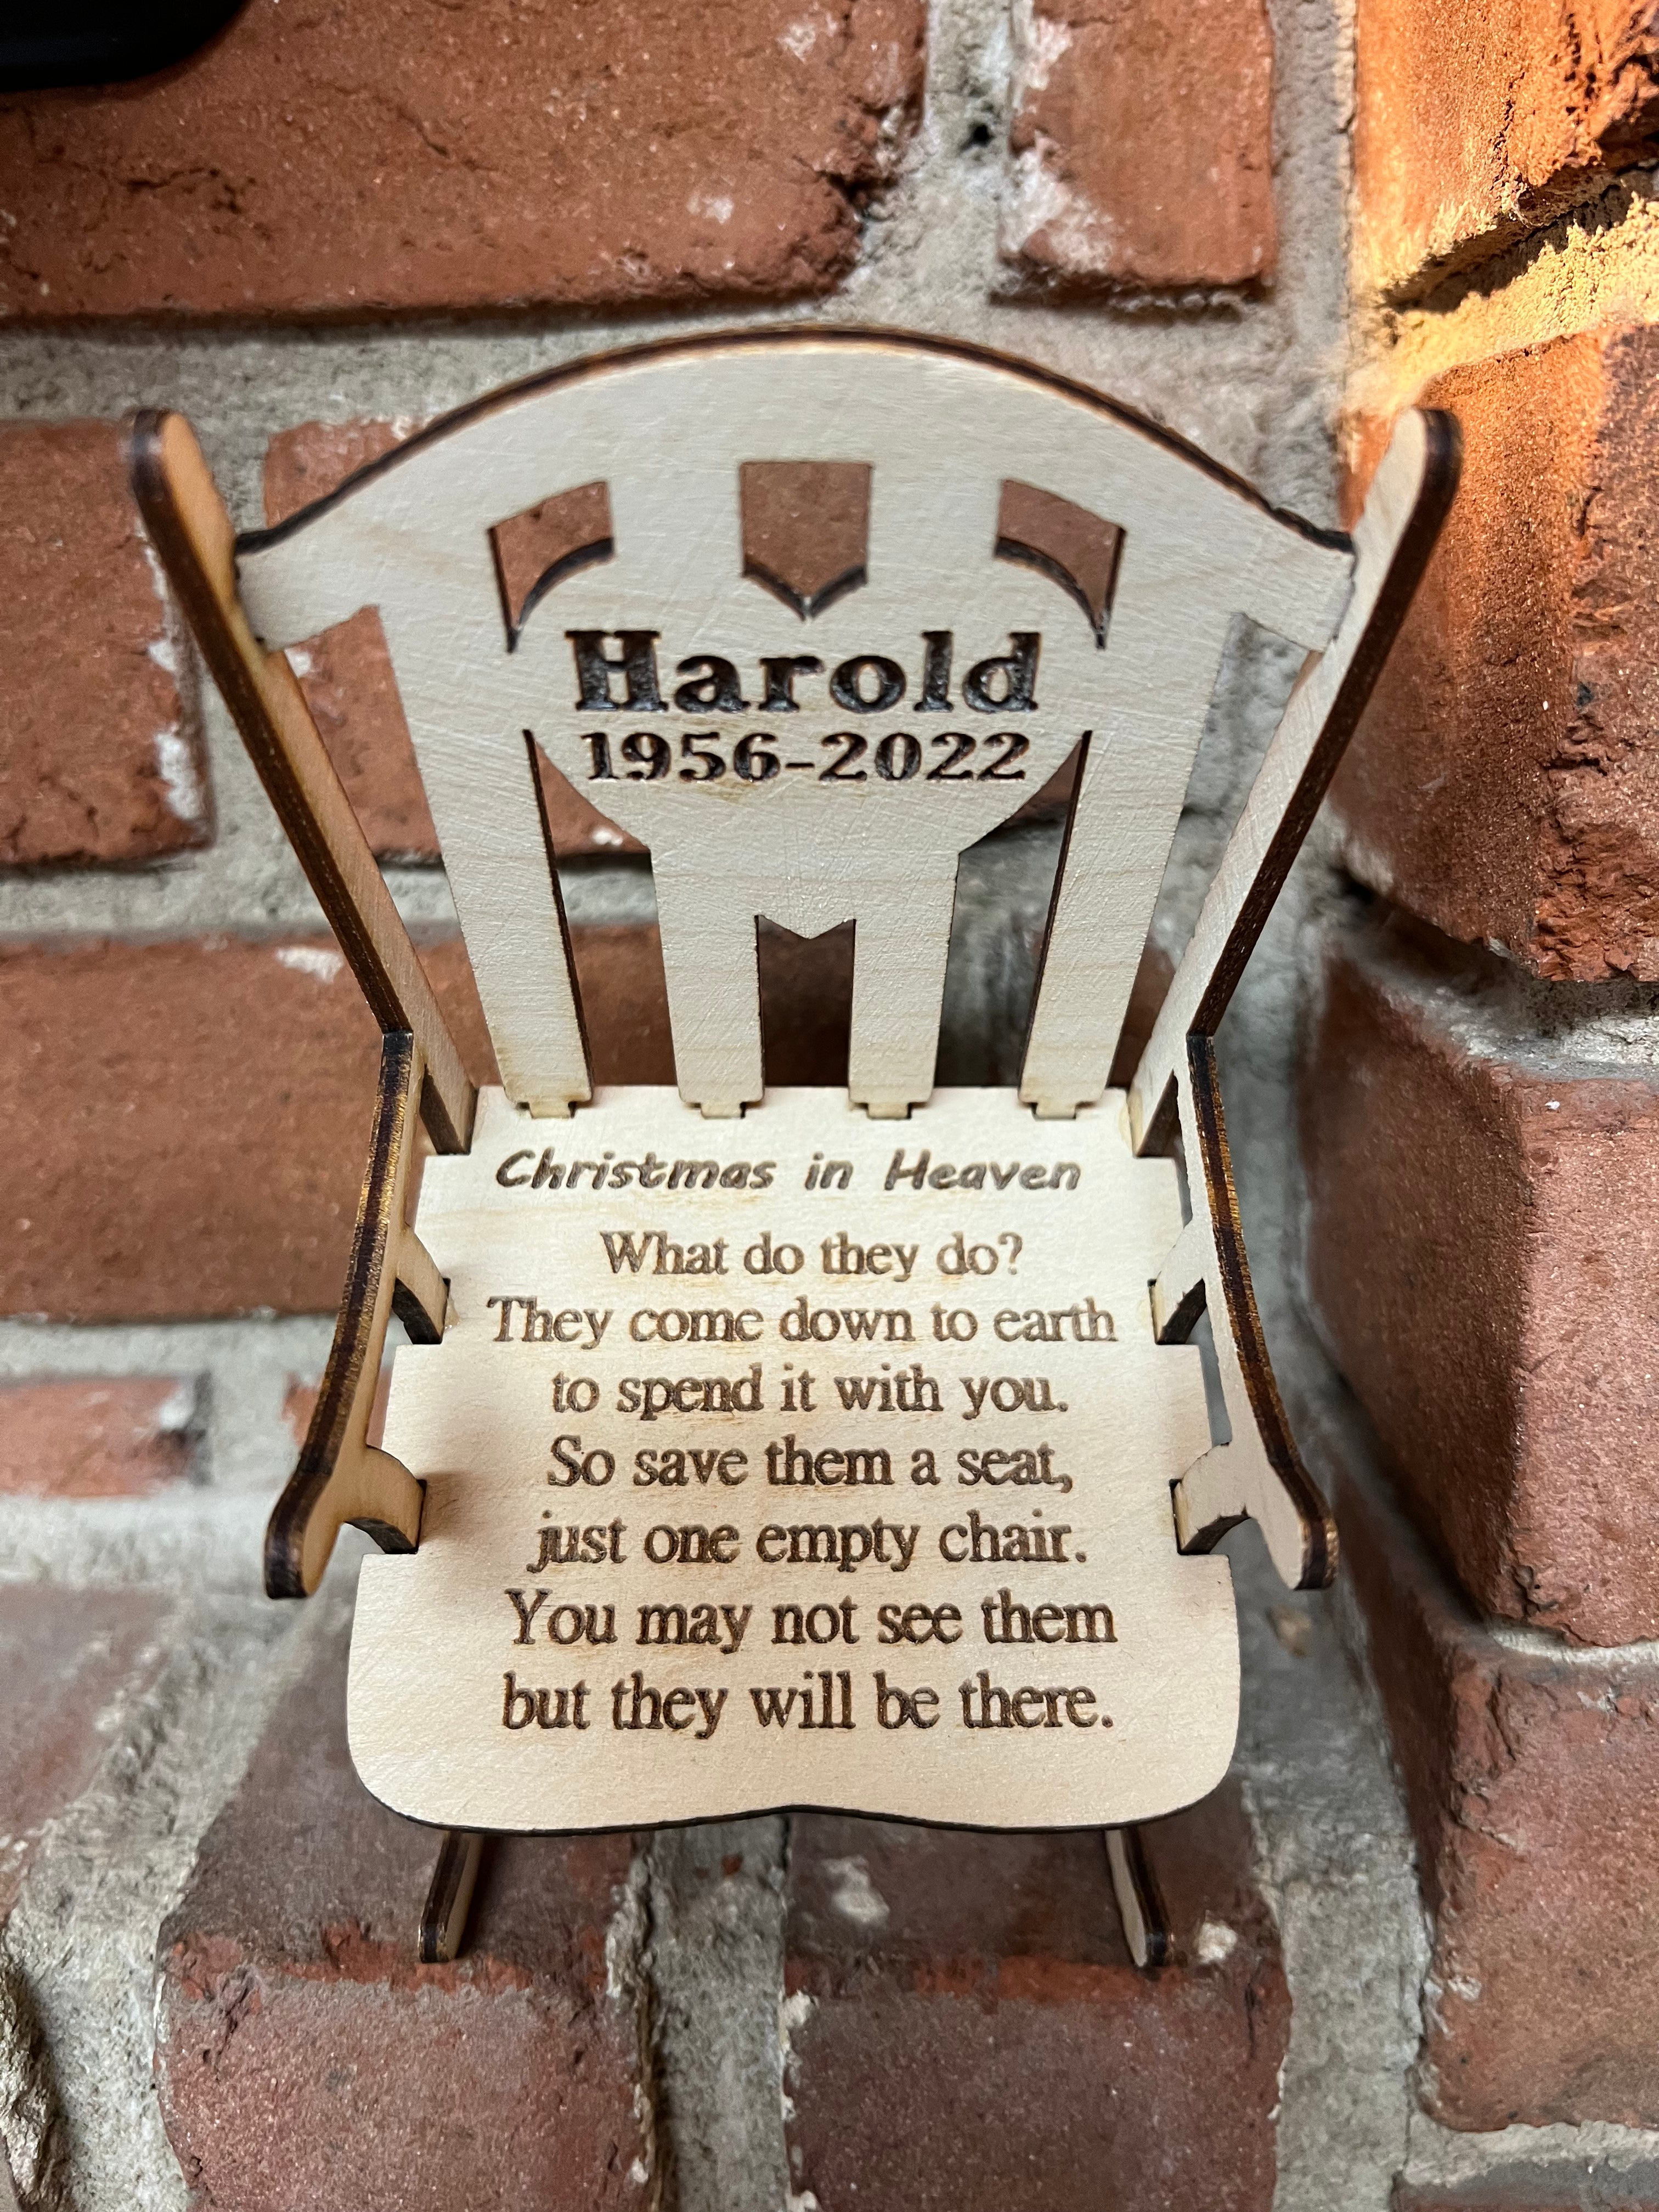 Harold
1956-2022
Christmas in Heaven
What do they do?
They come down to earth
to spend it with you.
So save them a seat,
just one empty chair.
You may not see them
but they will be there.